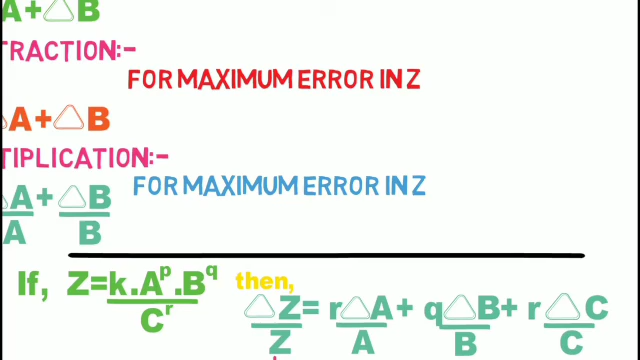 A+△B
TRACTION:-
FOR MAXIMUM ERROR IN Z
△A+△B
TIPLICATION:-
△A/A + △B/B
FOR MAXIMUM ERROR IN Z
If, Z=k.A^p.B^q/C^r then,
△Z/Z= r△A/A+ q△B/B+ r△C/C